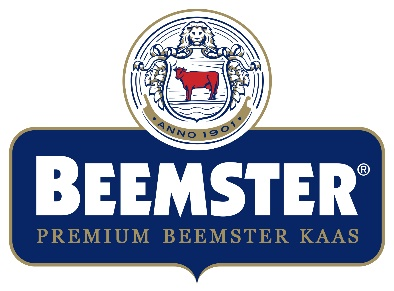 ANNO 1901
BEEMSTER®
PREMIUM BEEMSTER KAAS